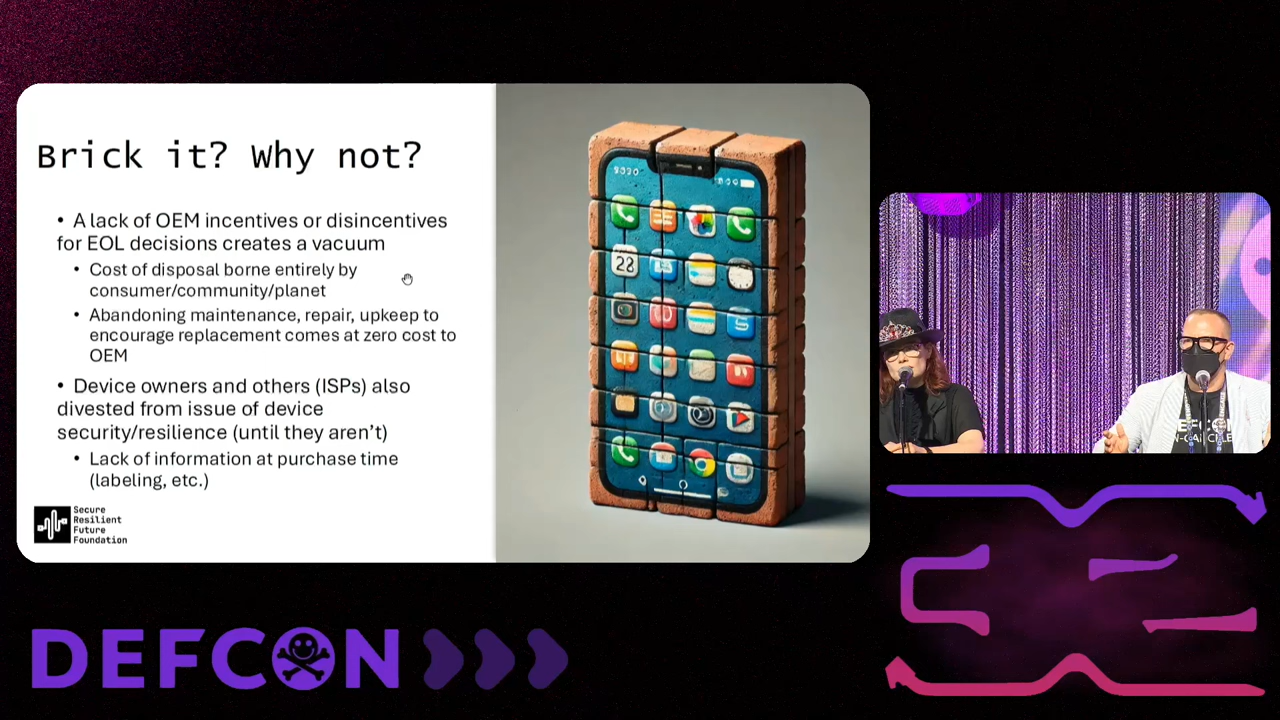 Brick it? Why not?
• A lack of OEM incentives or disincentives
for EOL decisions creates a vacuum
• Cost of disposal borne entirely by
consumer/community/planet
• Abandoning maintenance, repair, upkeep to
encourage replacement comes at zero cost to
OEM
• Device owners and others (ISPs) also
divested from issue of device
security/resilience (until they aren't)
• Lack of information at purchase time
(labeling, etc.)
Secure
Resilient
Future
Foundation
28
DEFCON